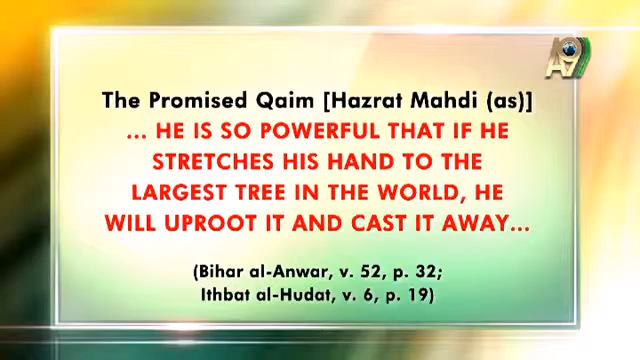 A9
The Promised Qaim [Hazrat Mahdi (as)]
... HE IS SO POWERFUL THAT IF HE
STRETCHES HIS HAND TO THE
LARGEST TREE IN THE WORLD, HE
WILL UPROOT IT AND CAST IT AWAY...
(Bihar al-Anwar, v. 52, p. 32;
Ithbat al-Hudat, v. 6, p. 19)